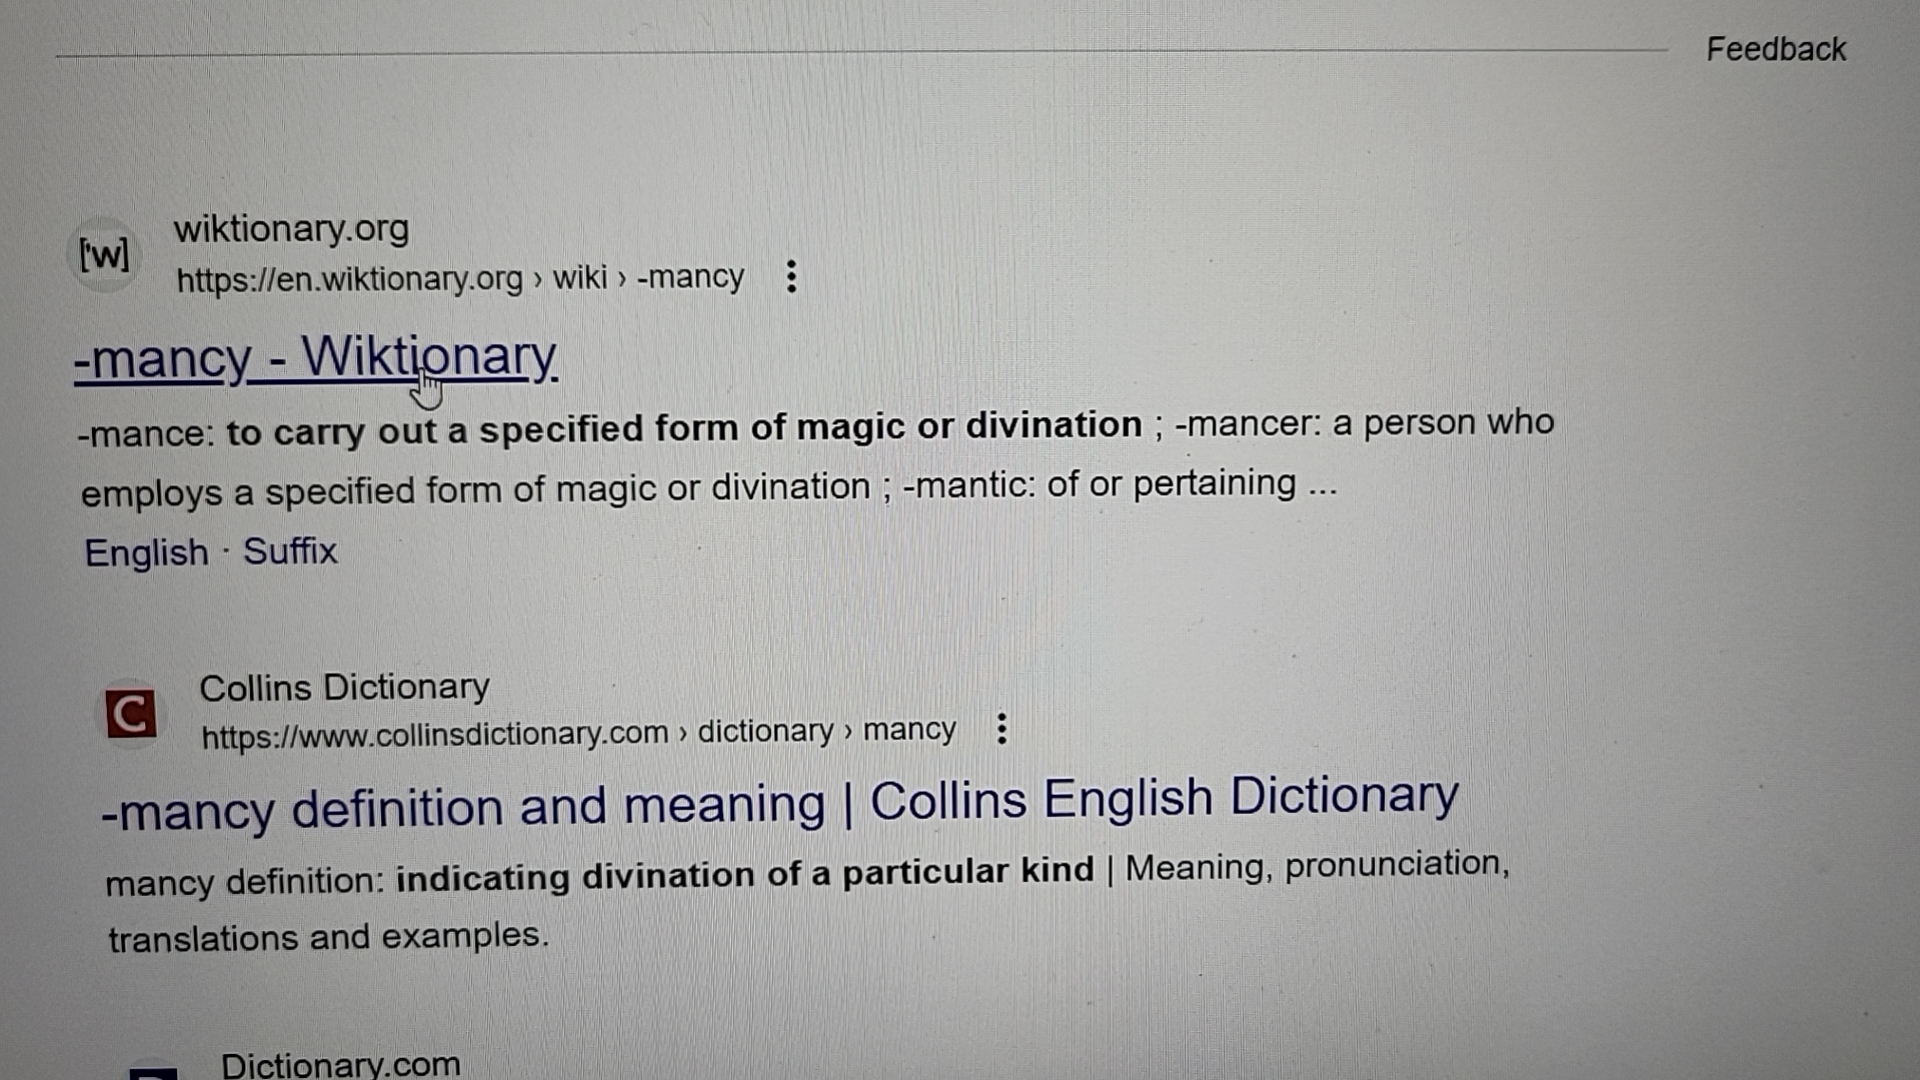 Feedback
['w]
wiktionary.org
https://en.wiktionary.org › wiki › -mancy
-mancy - Wiktionary
-mance: to carry out a specified form of magic or divination ; -mancer: a person who
employs a specified form of magic or divination ; -mantic: of or pertaining ...
English · Suffix
C
Collins Dictionary
https://www.collinsdictionary.com › dictionary › mancy
-mancy definition and meaning | Collins English Dictionary
mancy definition: indicating divination of a particular kind | Meaning, pronunciation,
translations and examples.
Dictionary.com